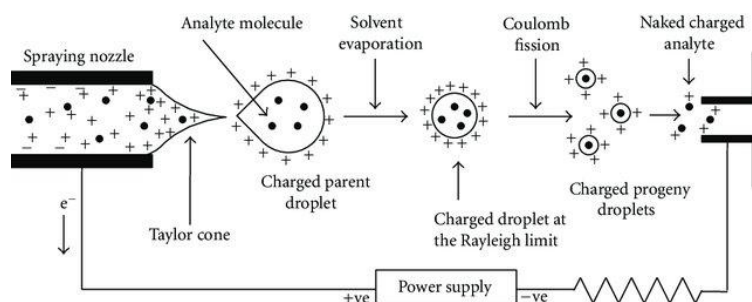 Analyte molecule
Solvent
evaporation
Coulomb
fission
Naked charged
analyte
Spraying nozzle
Charged parent
droplet
Charged progeny
droplets
Charged droplet at
the Rayleigh limit
Taylor cone
e−
+ve
Power supply
−ve